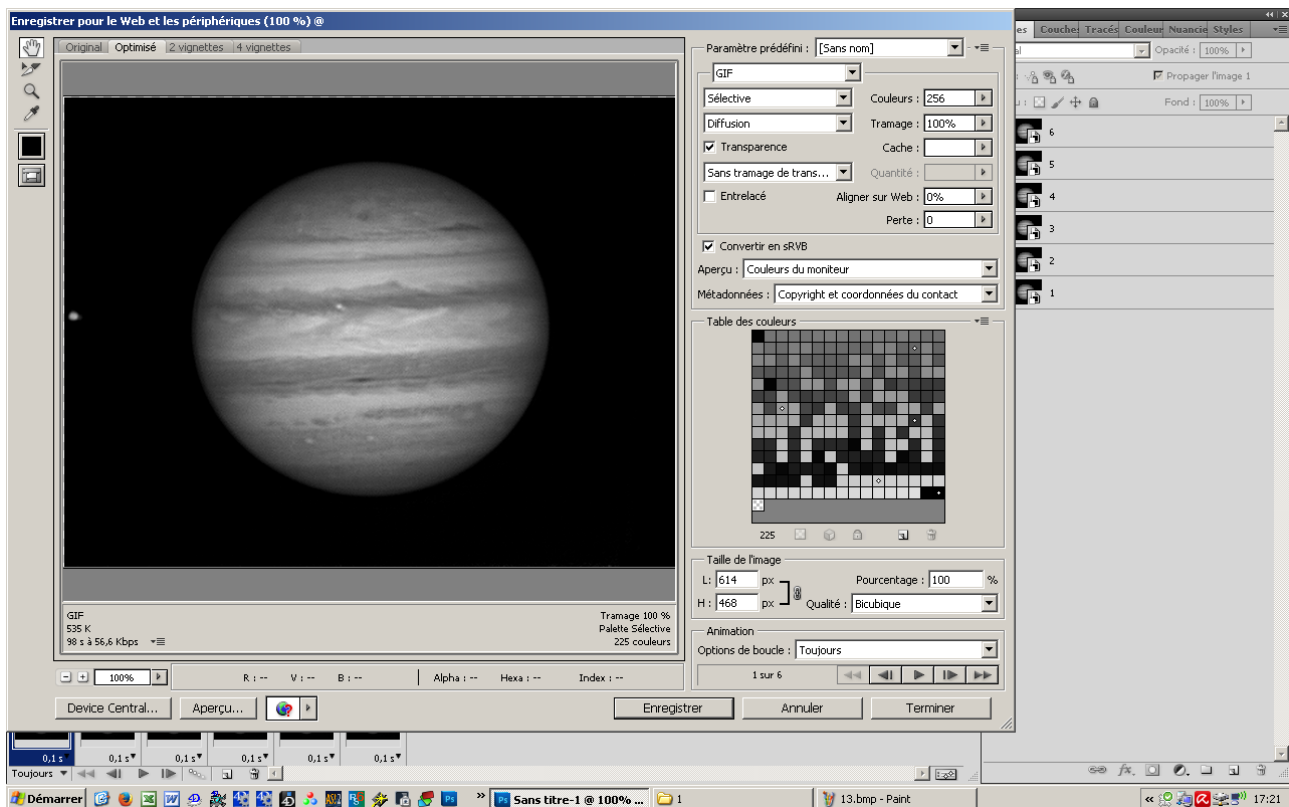 Enregistrer pour le Web et les périphériques (100 %) @
Original Optimisé 2 vignettes 4 vignettes
GIF
535 K
98 s à 56,6 Kbps
Tramage 100 %
Palette Sélective
225 couleurs
100% R : -- V : -- B : -- Alpha : -- Hexa : -- Index : --
Device Central... Aperçu... Enregistrer Annuler Terminer
Paramètre prédéfini : [Sans nom]
GIF
Sélective Couleurs : 256
Diffusion Tramage : 100%
Transparence Cache :
Sans tramage de trans... Quantité :
Entrelacé Aligner sur Web : 0%
Perte : 0
Convertir en sRVB
Aperçu : Couleurs du moniteur
Métadonnées : Copyright et coordonnées du contact
Table des couleurs
225
Taille de l'image
L: 614 px Pourcentage : 100 %
H : 468 px Qualité : Bicubique
Animation
Options de boucle : Toujours
1 sur 6
Couche Tracés Couleur Nuancie Styles
Opacité : 100%
Propager l'image 1
Fond : 100%
6
5
4
3
2
1
0,1 s 0,1 s 0,1 s 0,1 s 0,1 s 0,1 s
Toujours
fx.
Démarrer Sans titre-1 @ 100% ... 1 13.bmp - Paint 17:21